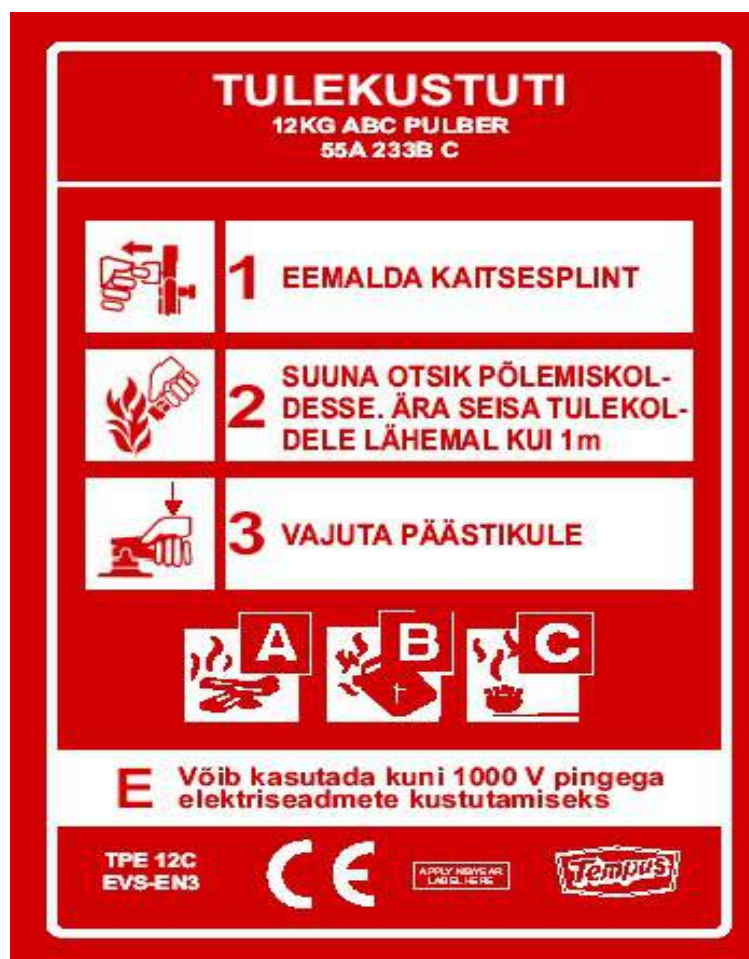 TULEKUSTUTI
12KG ABC PULBER
55A 233B C
1 EEMALDA KAITSESPLINT
2 SUUNA OTSIK PÕLEMISKOL-
DESSE. ÄRA SEISA TULEKOL-
DELE LÄHEMAL KUI 1m
3 VAJUTA PÄÄSTIKULE
A B C
E Võib kasutada kuni 1000 V pingega
elektriseadmete kustutamiseks
TPE 12C
EVS-EN3
CE
APPLY NEW YEAR
LABEL HERE
Tempus